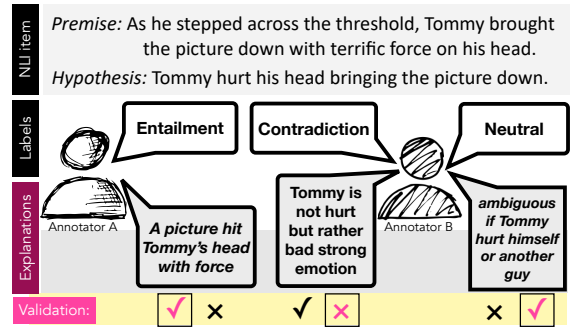 NLI item
Premise: As he stepped across the threshold, Tommy brought
the picture down with terrific force on his head.
Hypothesis: Tommy hurt his head bringing the picture down.
Labels
Entailment
Contradiction
Neutral
Explanations
Annotator A
A picture hit
Tommy's head
with force
Tommy is
not hurt
but rather
bad strong
emotion
Annotator B
ambiguous
if Tommy
hurt himself
or another
guy
Validation:
✓ ✕ ✓ ✕ ✕ ✓